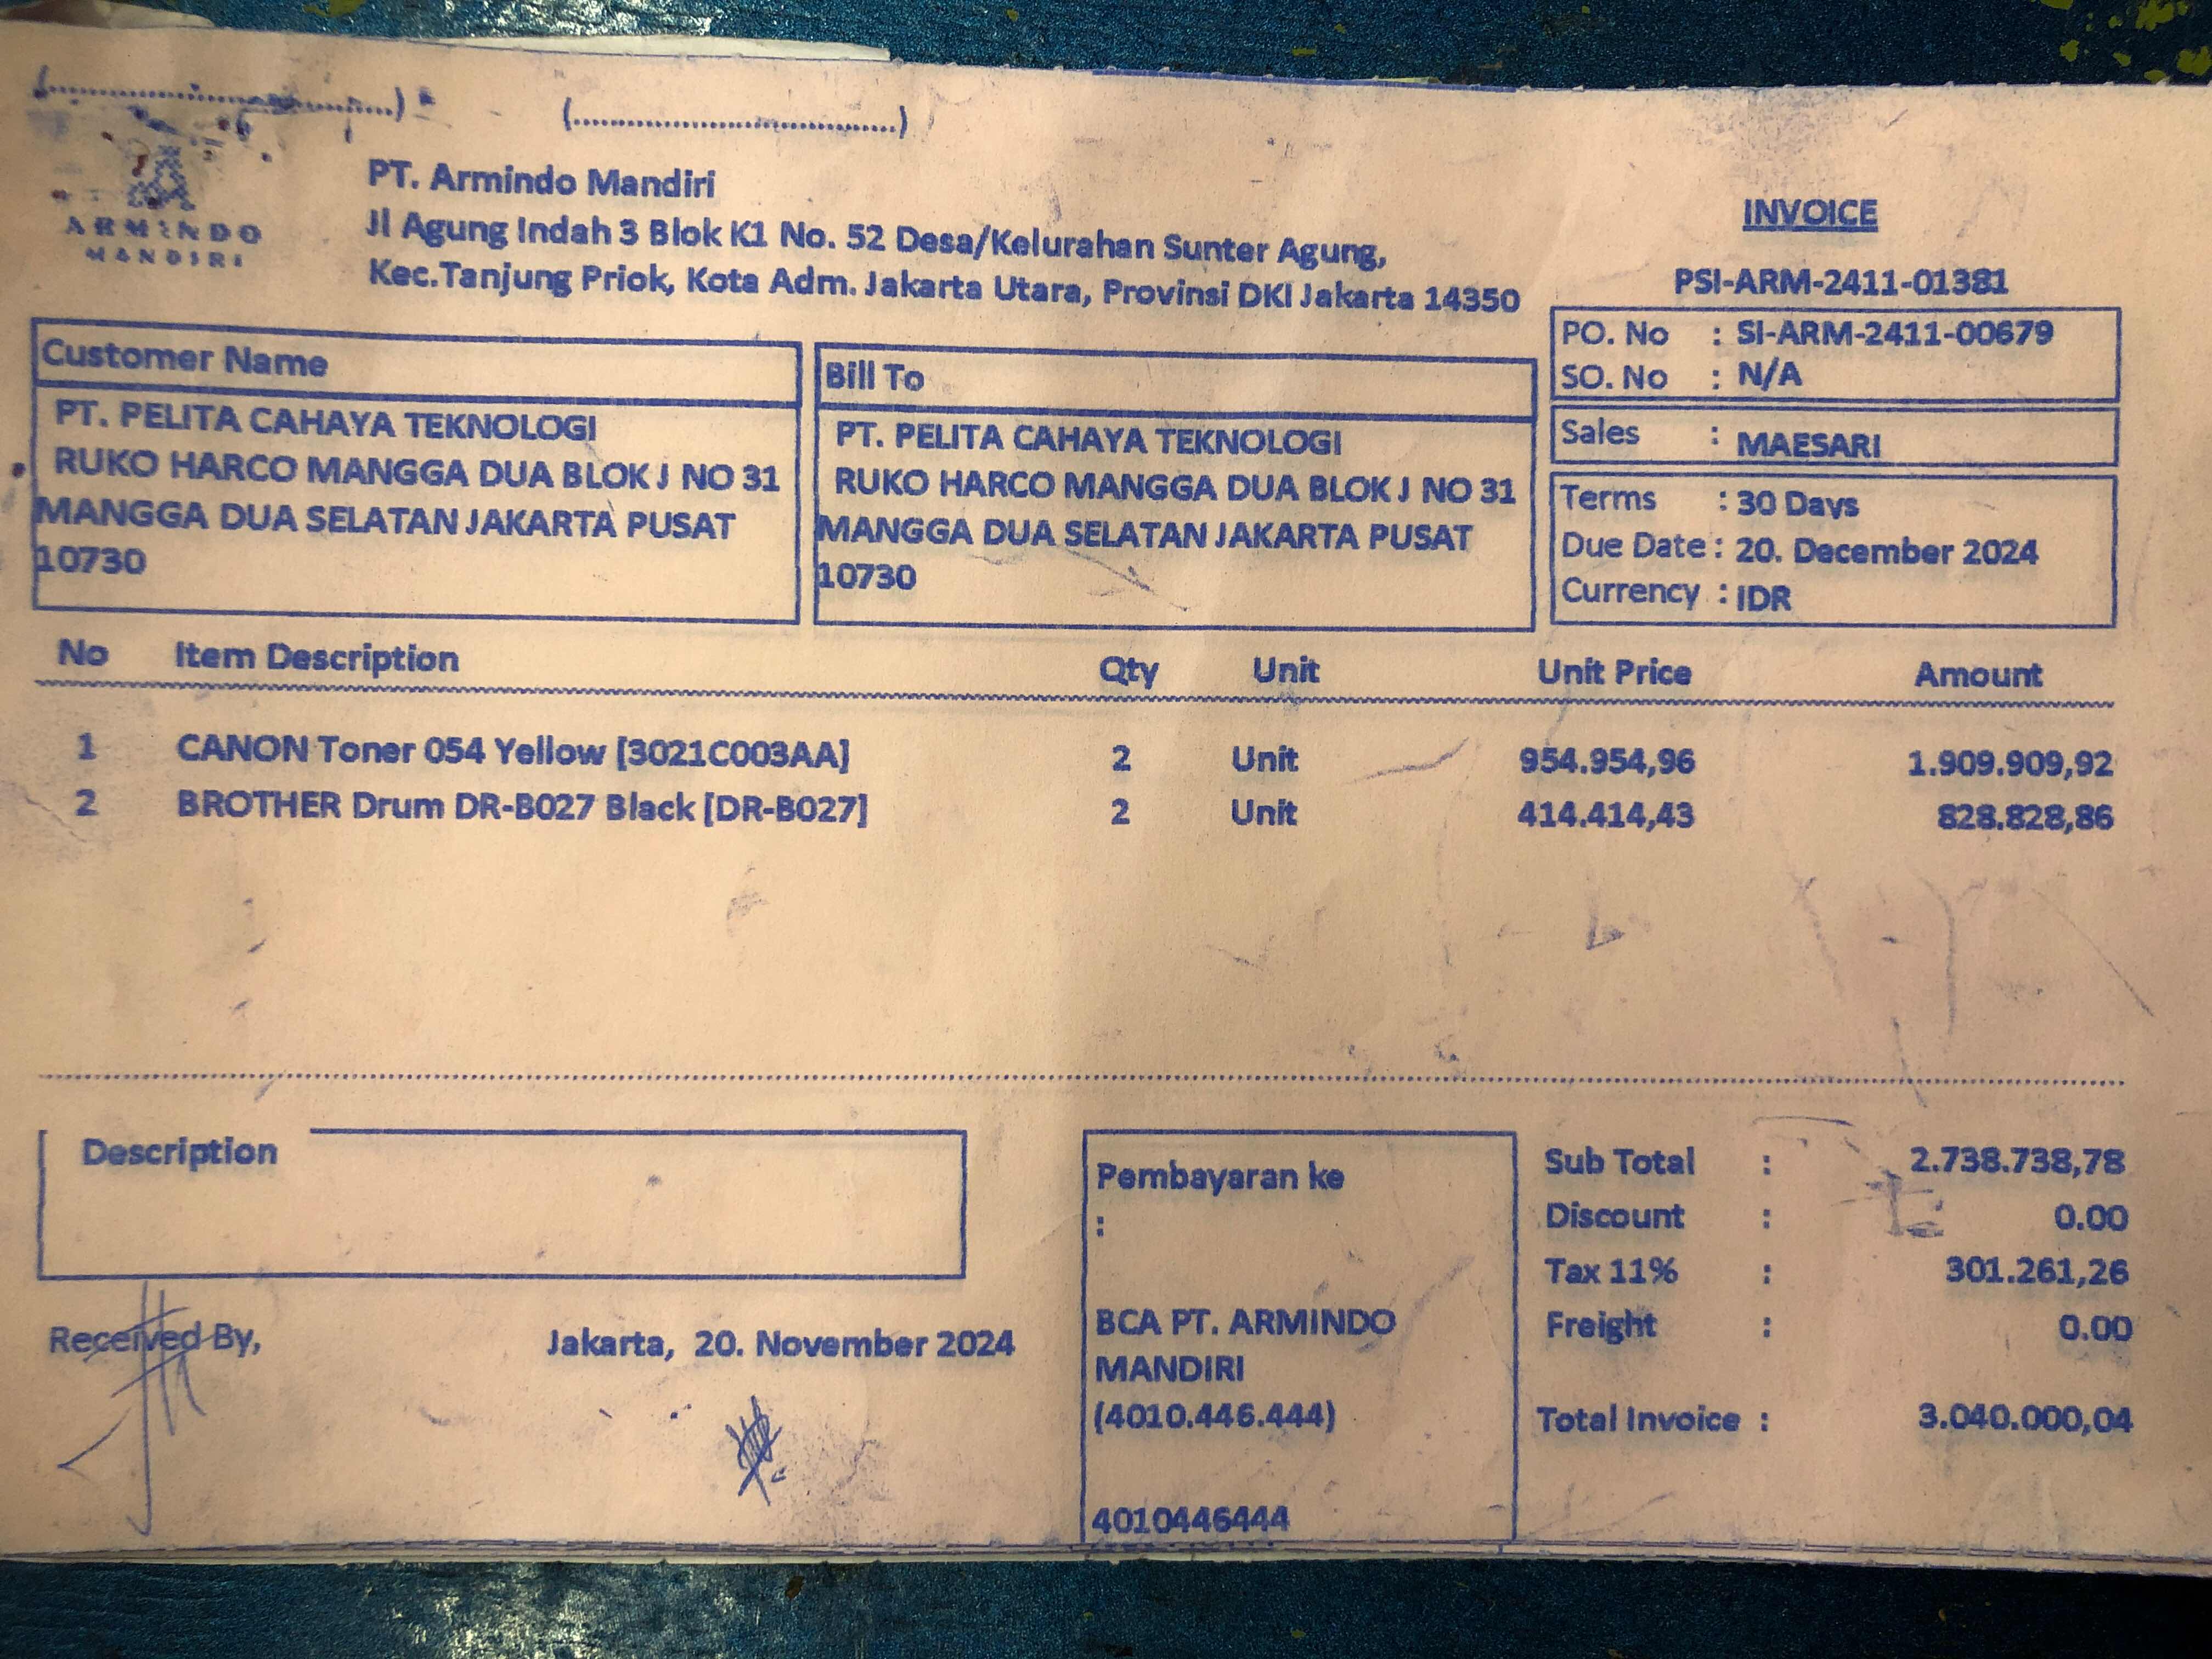 (..............................)
(..............................)
ARMINDO
MANDIRI
PT. Armindo Mandiri
Jl Agung Indah 3 Blok K1 No. 52 Desa/Kelurahan Sunter Agung,
Kec.Tanjung Priok, Kota Adm. Jakarta Utara, Provinsi DKI Jakarta 14350
INVOICE
PSI-ARM-2411-01381
PO. No : SI-ARM-2411-00679
SO. No : N/A
Sales : MAESARI
Terms : 30 Days
Due Date : 20. December 2024
Currency : IDR
Customer Name
PT. PELITA CAHAYA TEKNOLOGI
RUKO HARCO MANGGA DUA BLOK J NO 31
MANGGA DUA SELATAN JAKARTA PUSAT
10730
Bill To
PT. PELITA CAHAYA TEKNOLOGI
RUKO HARCO MANGGA DUA BLOK J NO 31
MANGGA DUA SELATAN JAKARTA PUSAT
10730
No Item Description Qty Unit Unit Price Amount
1 CANON Toner 054 Yellow [3021C003AA] 2 Unit 954.954,96 1.909.909,92
2 BROTHER Drum DR-B027 Black [DR-B027] 2 Unit 414.414,43 828.828,86
Description
Received By,
Jakarta, 20. November 2024
Pembayaran ke
:
BCA PT. ARMINDO
MANDIRI
(4010.446.444)
4010446444
Sub Total : 2.738.738,78
Discount : 0.00
Tax 11% : 301.261,26
Freight : 0.00
Total Invoice : 3.040.000,04